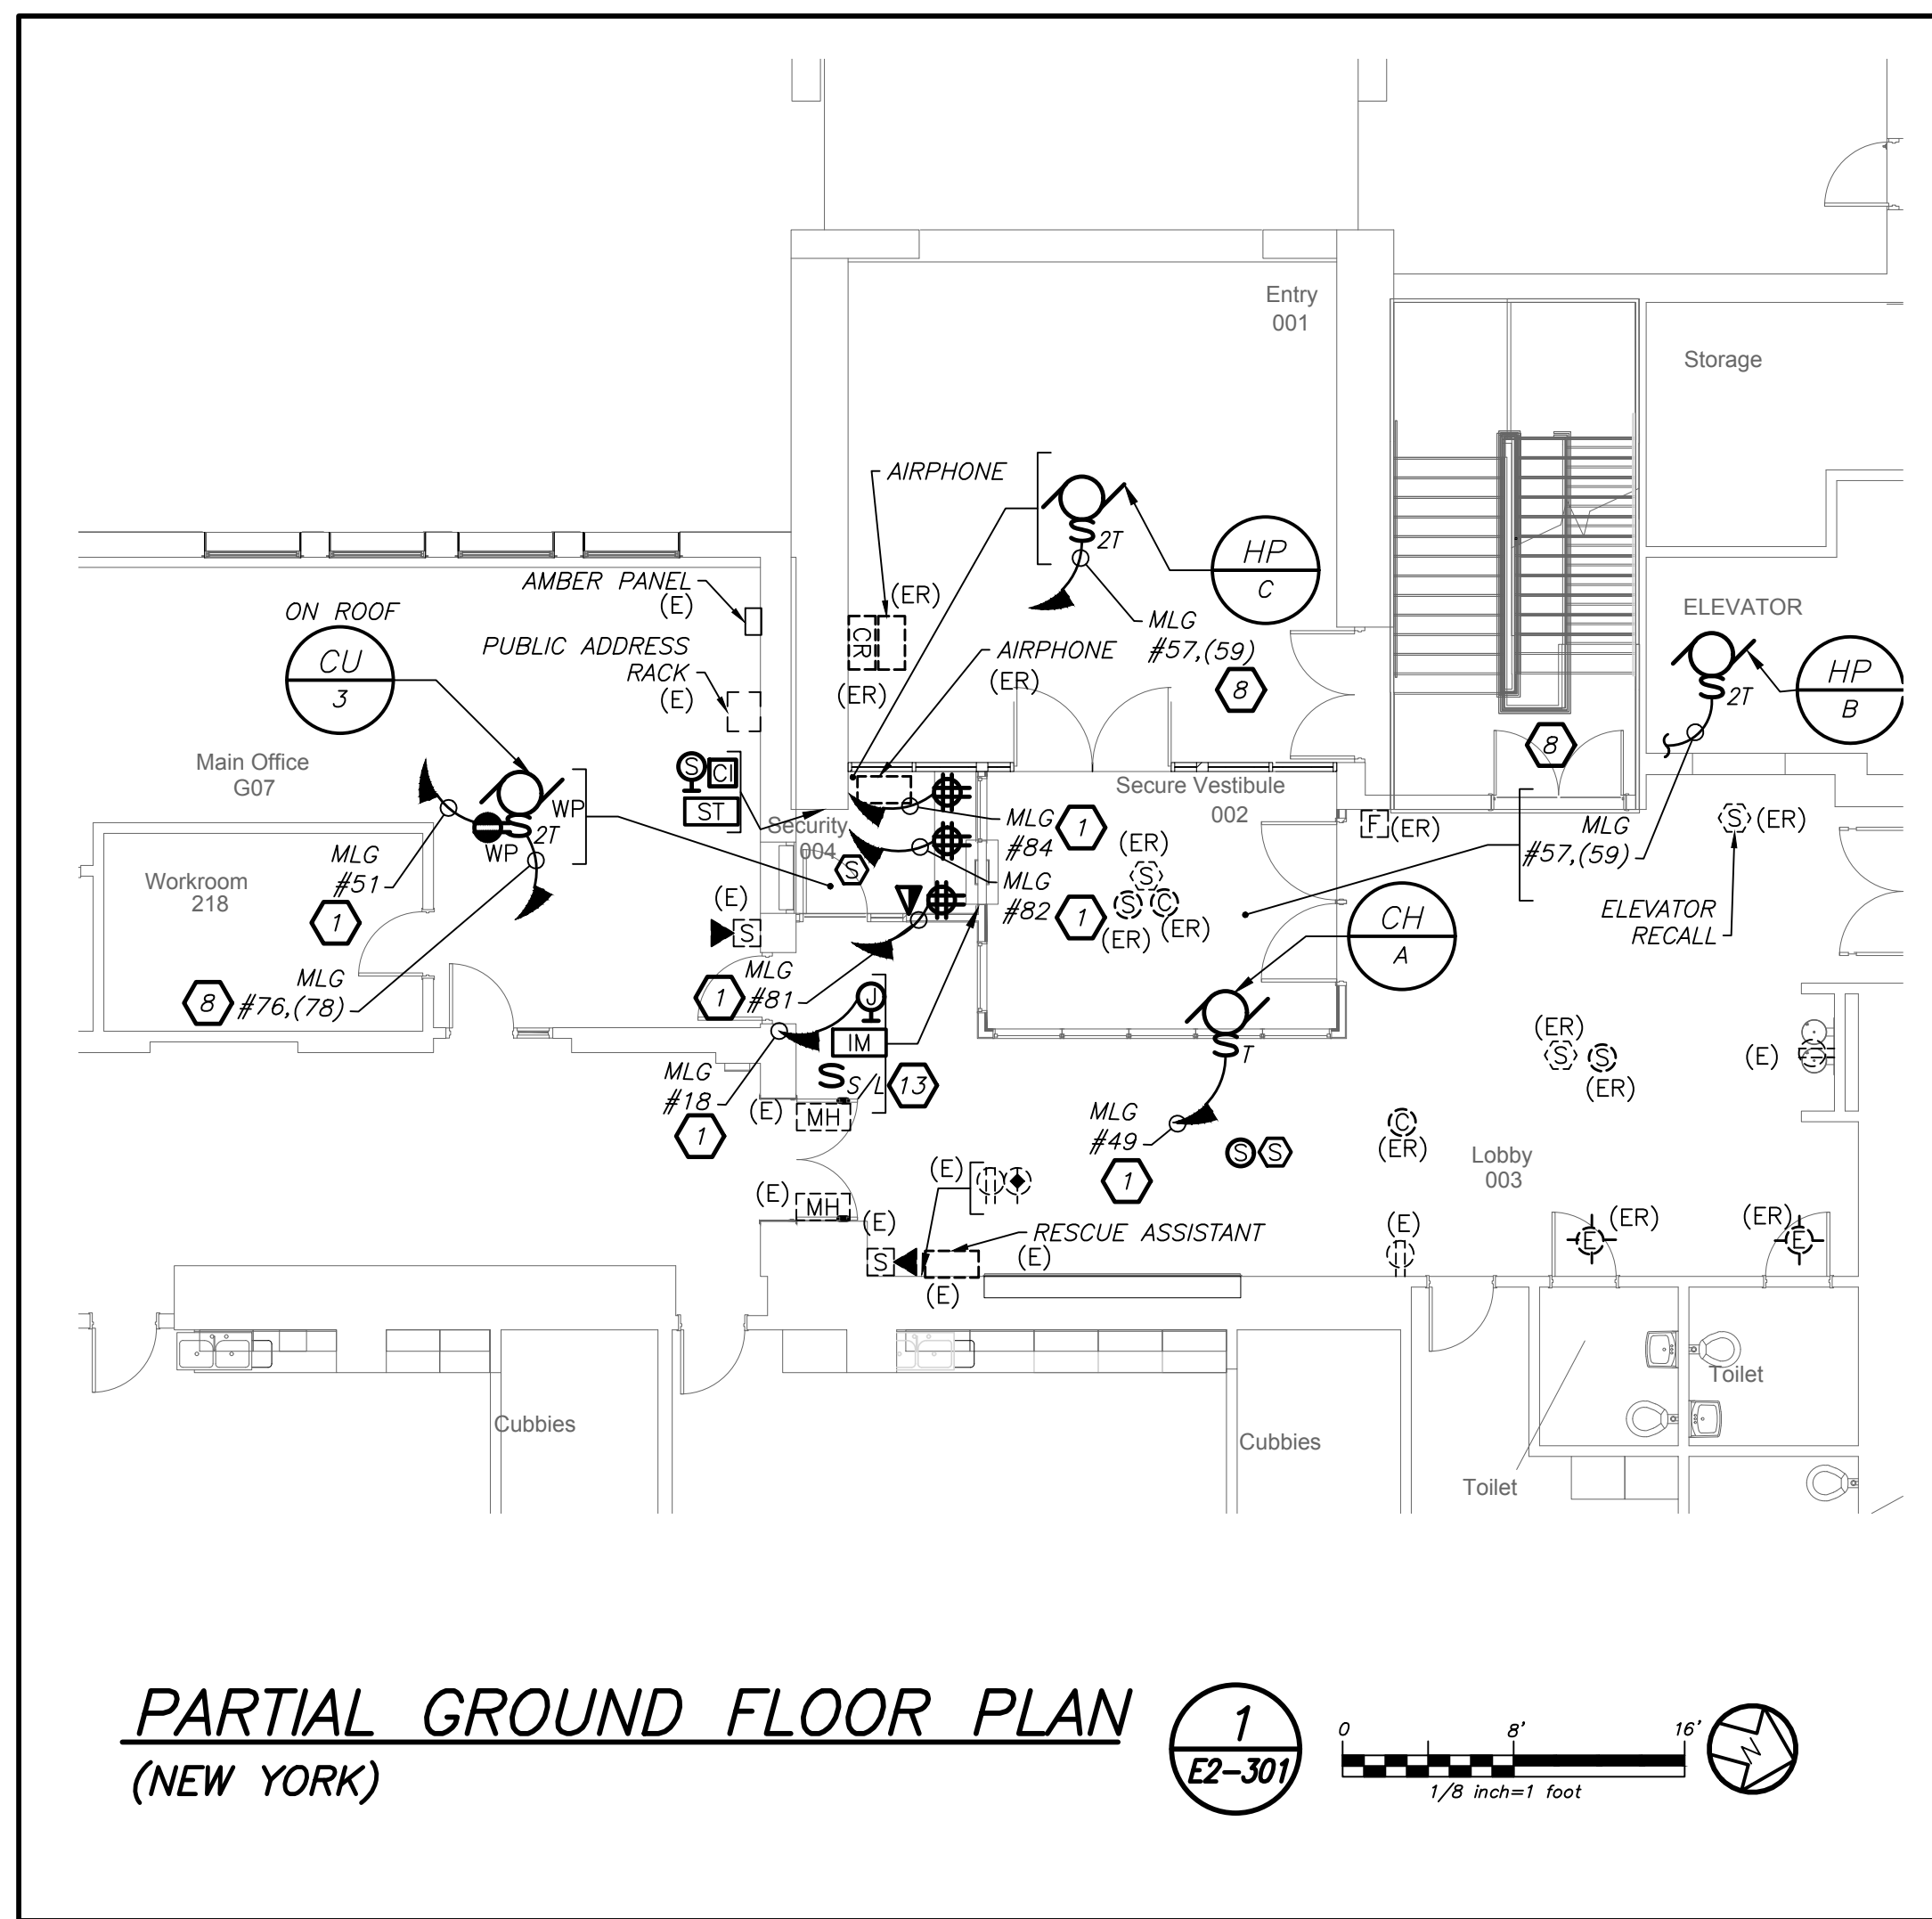 Entry
001
Storage
AIRPHONE
HP
C
2T
(ER)
CR
(ER)
MLG
#57,(59)
8
AMBER PANEL
(E)
ON ROOF
CU
3
PUBLIC ADDRESS
RACK
(E)
AIRPHONE
(ER)
ELEVATOR
HP
B
2T
8
Main Office
G07
WP
2T
WP
S
CI
ST
Security
004
S
Secure Vestibule
002
MLG
#84
1
MLG
#82
1
(ER)
S
S
C
(ER)
(ER)
F
(ER)
MLG
#57,(59)
S
(ER)
ELEVATOR
RECALL
MLG
#51
1
Workroom
218
(E)
S
CH
A
MLG
#76,(78)
8
MLG
#81
1
J
IM
S/L
13
MLG
#18
1
T
MLG
#49
1
(E)
MH
(E)
MH
(E)
S
(E)
RESCUE ASSISTANT
(E)
(E)
S
S
(ER)
S
S
(ER)
(E)
C
(ER)
Lobby
003
(E)
(ER)
E
(ER)
E
Cubbies
Cubbies
Toilet
Toilet
PARTIAL GROUND FLOOR PLAN
(NEW YORK)
1
E2-301
0
8'
16'
1/8 inch=1 foot
N